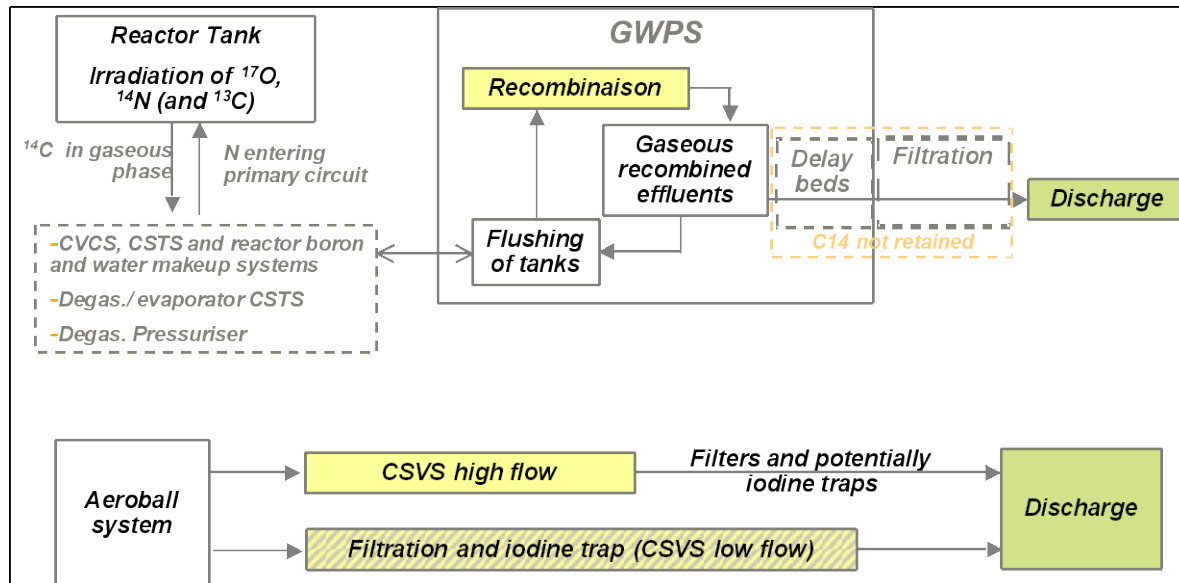 Reactor Tank
Irradiation of ¹⁷O,
¹⁴N (and ¹³C)
¹⁴C in gaseous
phase
N entering
primary circuit
-CVCS, CSTS and reactor boron
and water makeup systems
-Degas./ evaporator CSTS
-Degas. Pressuriser
GWPS
Recombinaison
Gaseous
recombined
effluents
Flushing
of tanks
Delay
beds
Filtration
C14 not retained
Discharge
Aeroball
system
CSVS high flow
Filters and potentially
iodine traps
Filtration and iodine trap (CSVS low flow)
Discharge